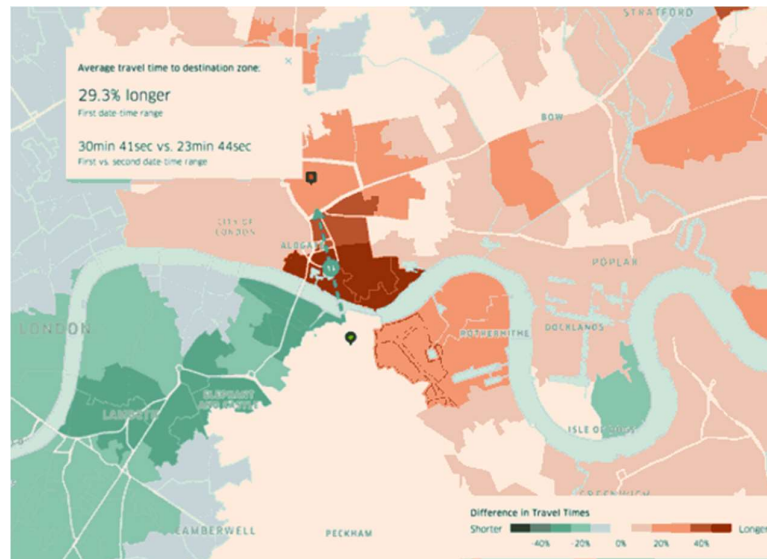 STRATFORD
Average travel time to destination zone:
×
29.3% longer
First date-time range
30min 41sec vs. 23min 44sec
First vs. second date-time range
BOW
CITY OF
LONDON
POPLAR
LONDON
ROTHERHITHE
DOCKLANDS
ELEPHANT
LAMBETH
ISLE OF
GREENWICH
Difference in Travel Times
Shorter
Longer
-40%
-20%
0%
20%
40%
CAMBERWELL
PECKHAM